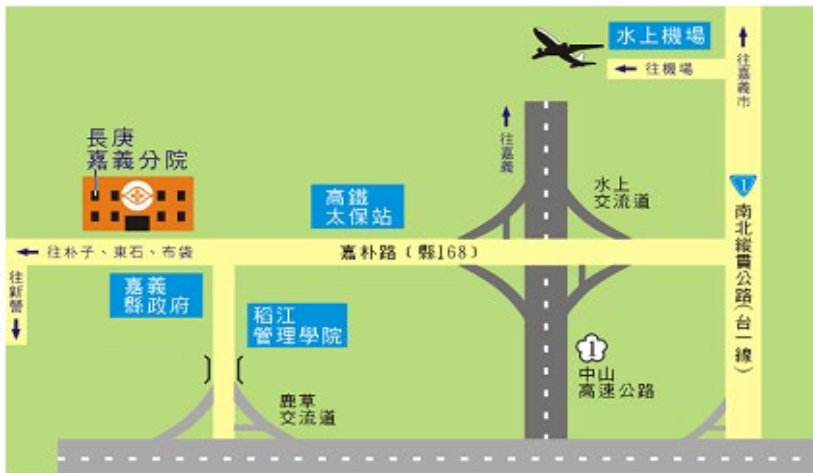 水上機場
往機場
往嘉義市
往嘉義
長庚
嘉義分院
高鐵
太保站
水上
交流道
1
南北縱貫公路(台一線)
往朴子、東石、布袋
嘉朴路(縣168)
往新營
嘉義
縣政府
稻江
管理學院
1
中山
高速公路
鹿草
交流道